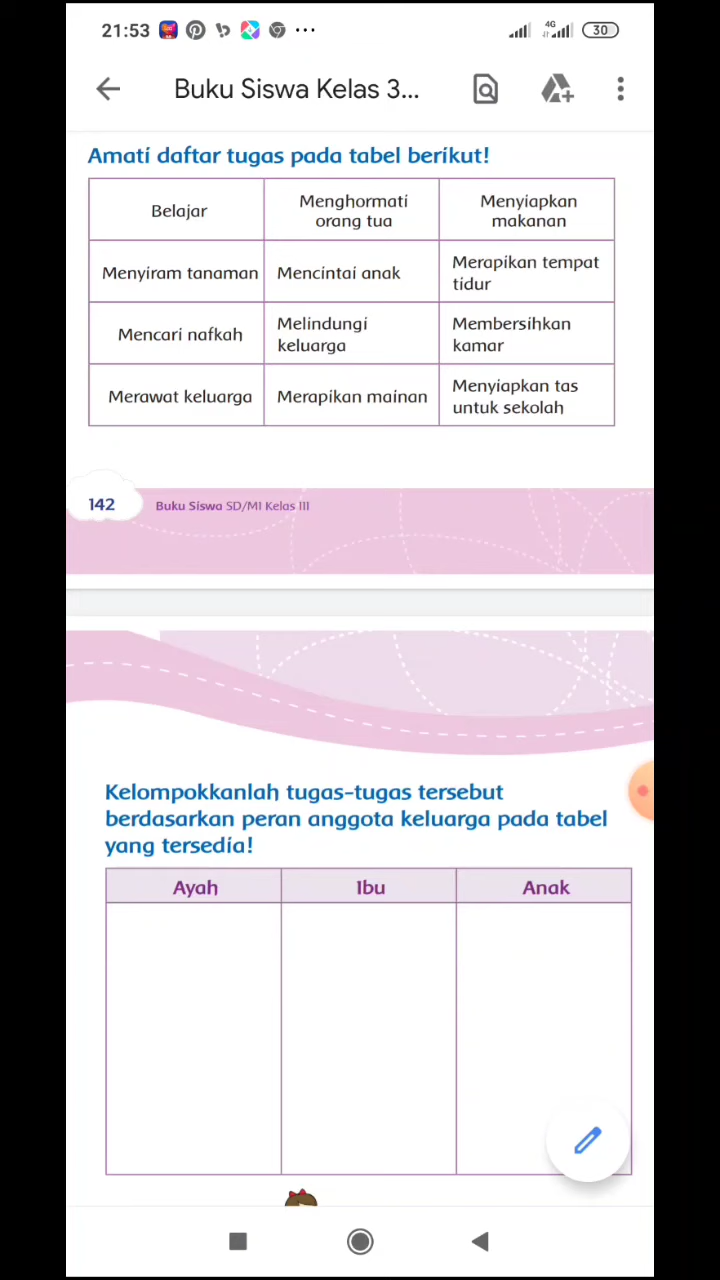 21:53
4G
30
Buku Siswa Kelas 3...
Amati daftar tugas pada tabel berikut!
Belajar
Menghormati
orang tua
Menyiapkan
makanan
Menyiram tanaman
Mencintai anak
Merapikan tempat
tidur
Mencari nafkah
Melindungi
keluarga
Membersihkan
kamar
Merawat keluarga
Merapikan mainan
Menyiapkan tas
untuk sekolah
142
Buku Siswa SD/MI Kelas III
Kelompokkanlah tugas-tugas tersebut
berdasarkan peran anggota keluarga pada tabel
yang tersedia!
Ayah
Ibu
Anak